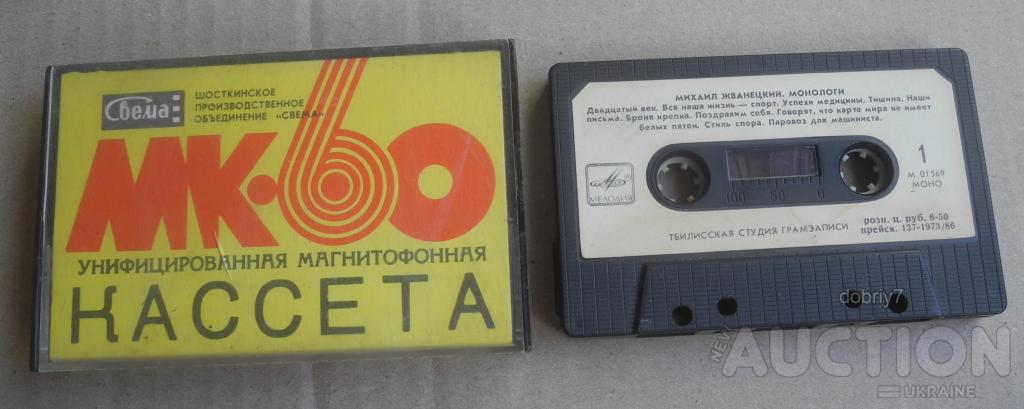 Свема
ШОСТКИНСКОЕ
ПРОИЗВОДСТВЕННОЕ
ОБЪЕДИНЕНИЕ «СВЕМА»
МК·60
УНИФИЦИРОВАННАЯ МАГНИТОФОННАЯ
КАССЕТА
МИХАИЛ ЖВАНЕЦКИЙ. МОНОЛОГИ
Двадцатый век. Вся наша жизнь — спорт. Успехи медицины. Тишина. Наши
письма. Броня крепка. Поздравим себя. Говорят, что карта мира не имеет
белых пятен. Стиль спора. Паровоз для машиниста.
МЕЛОДИЯ
100 50 0
1
М 01569
МОНО
ТБИЛИССКАЯ СТУДИЯ ГРАМЗАПИСИ
розн. ц. руб. 6-50
прейск. 137-1973/86
dobriy7
NEW
AUCTION
UKRAINE